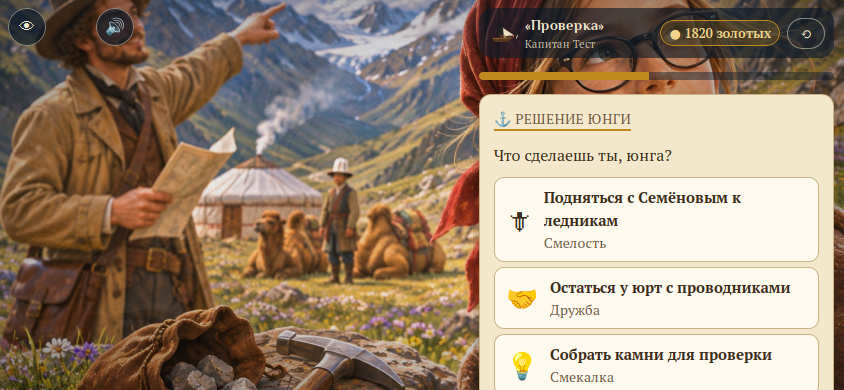 «Проверка»
Капитан Тест
1820 золотых
РЕШЕНИЕ ЮНГИ
Что сделаешь ты, юнга?
Подняться с Семёновым к
ледникам
Смелость
Остаться у юрт с проводниками
Дружба
Собрать камни для проверки
Смекалка